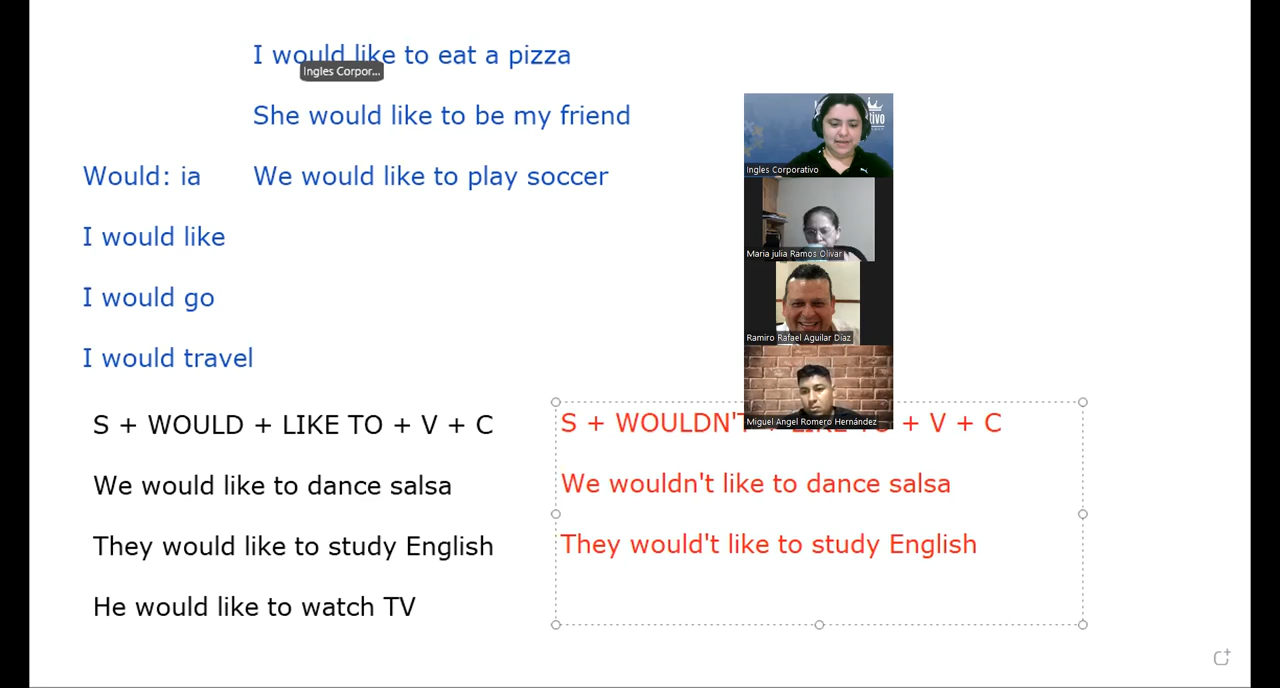 I would like to eat a pizza
Ingles Corpor...
She would like to be my friend
Would: ia
We would like to play soccer
I would like
I would go
I would travel
tivo
Ingles Corporativo
Maria julia Ramos Olivar
Ramiro Rafael Aguilar Diaz
Miguel Angel Romero Hernández
S + WOULD + LIKE TO + V + C
We would like to dance salsa
They would like to study English
He would like to watch TV
S + WOULDN'T + LIKE TO + V + C
We wouldn't like to dance salsa
They would't like to study English